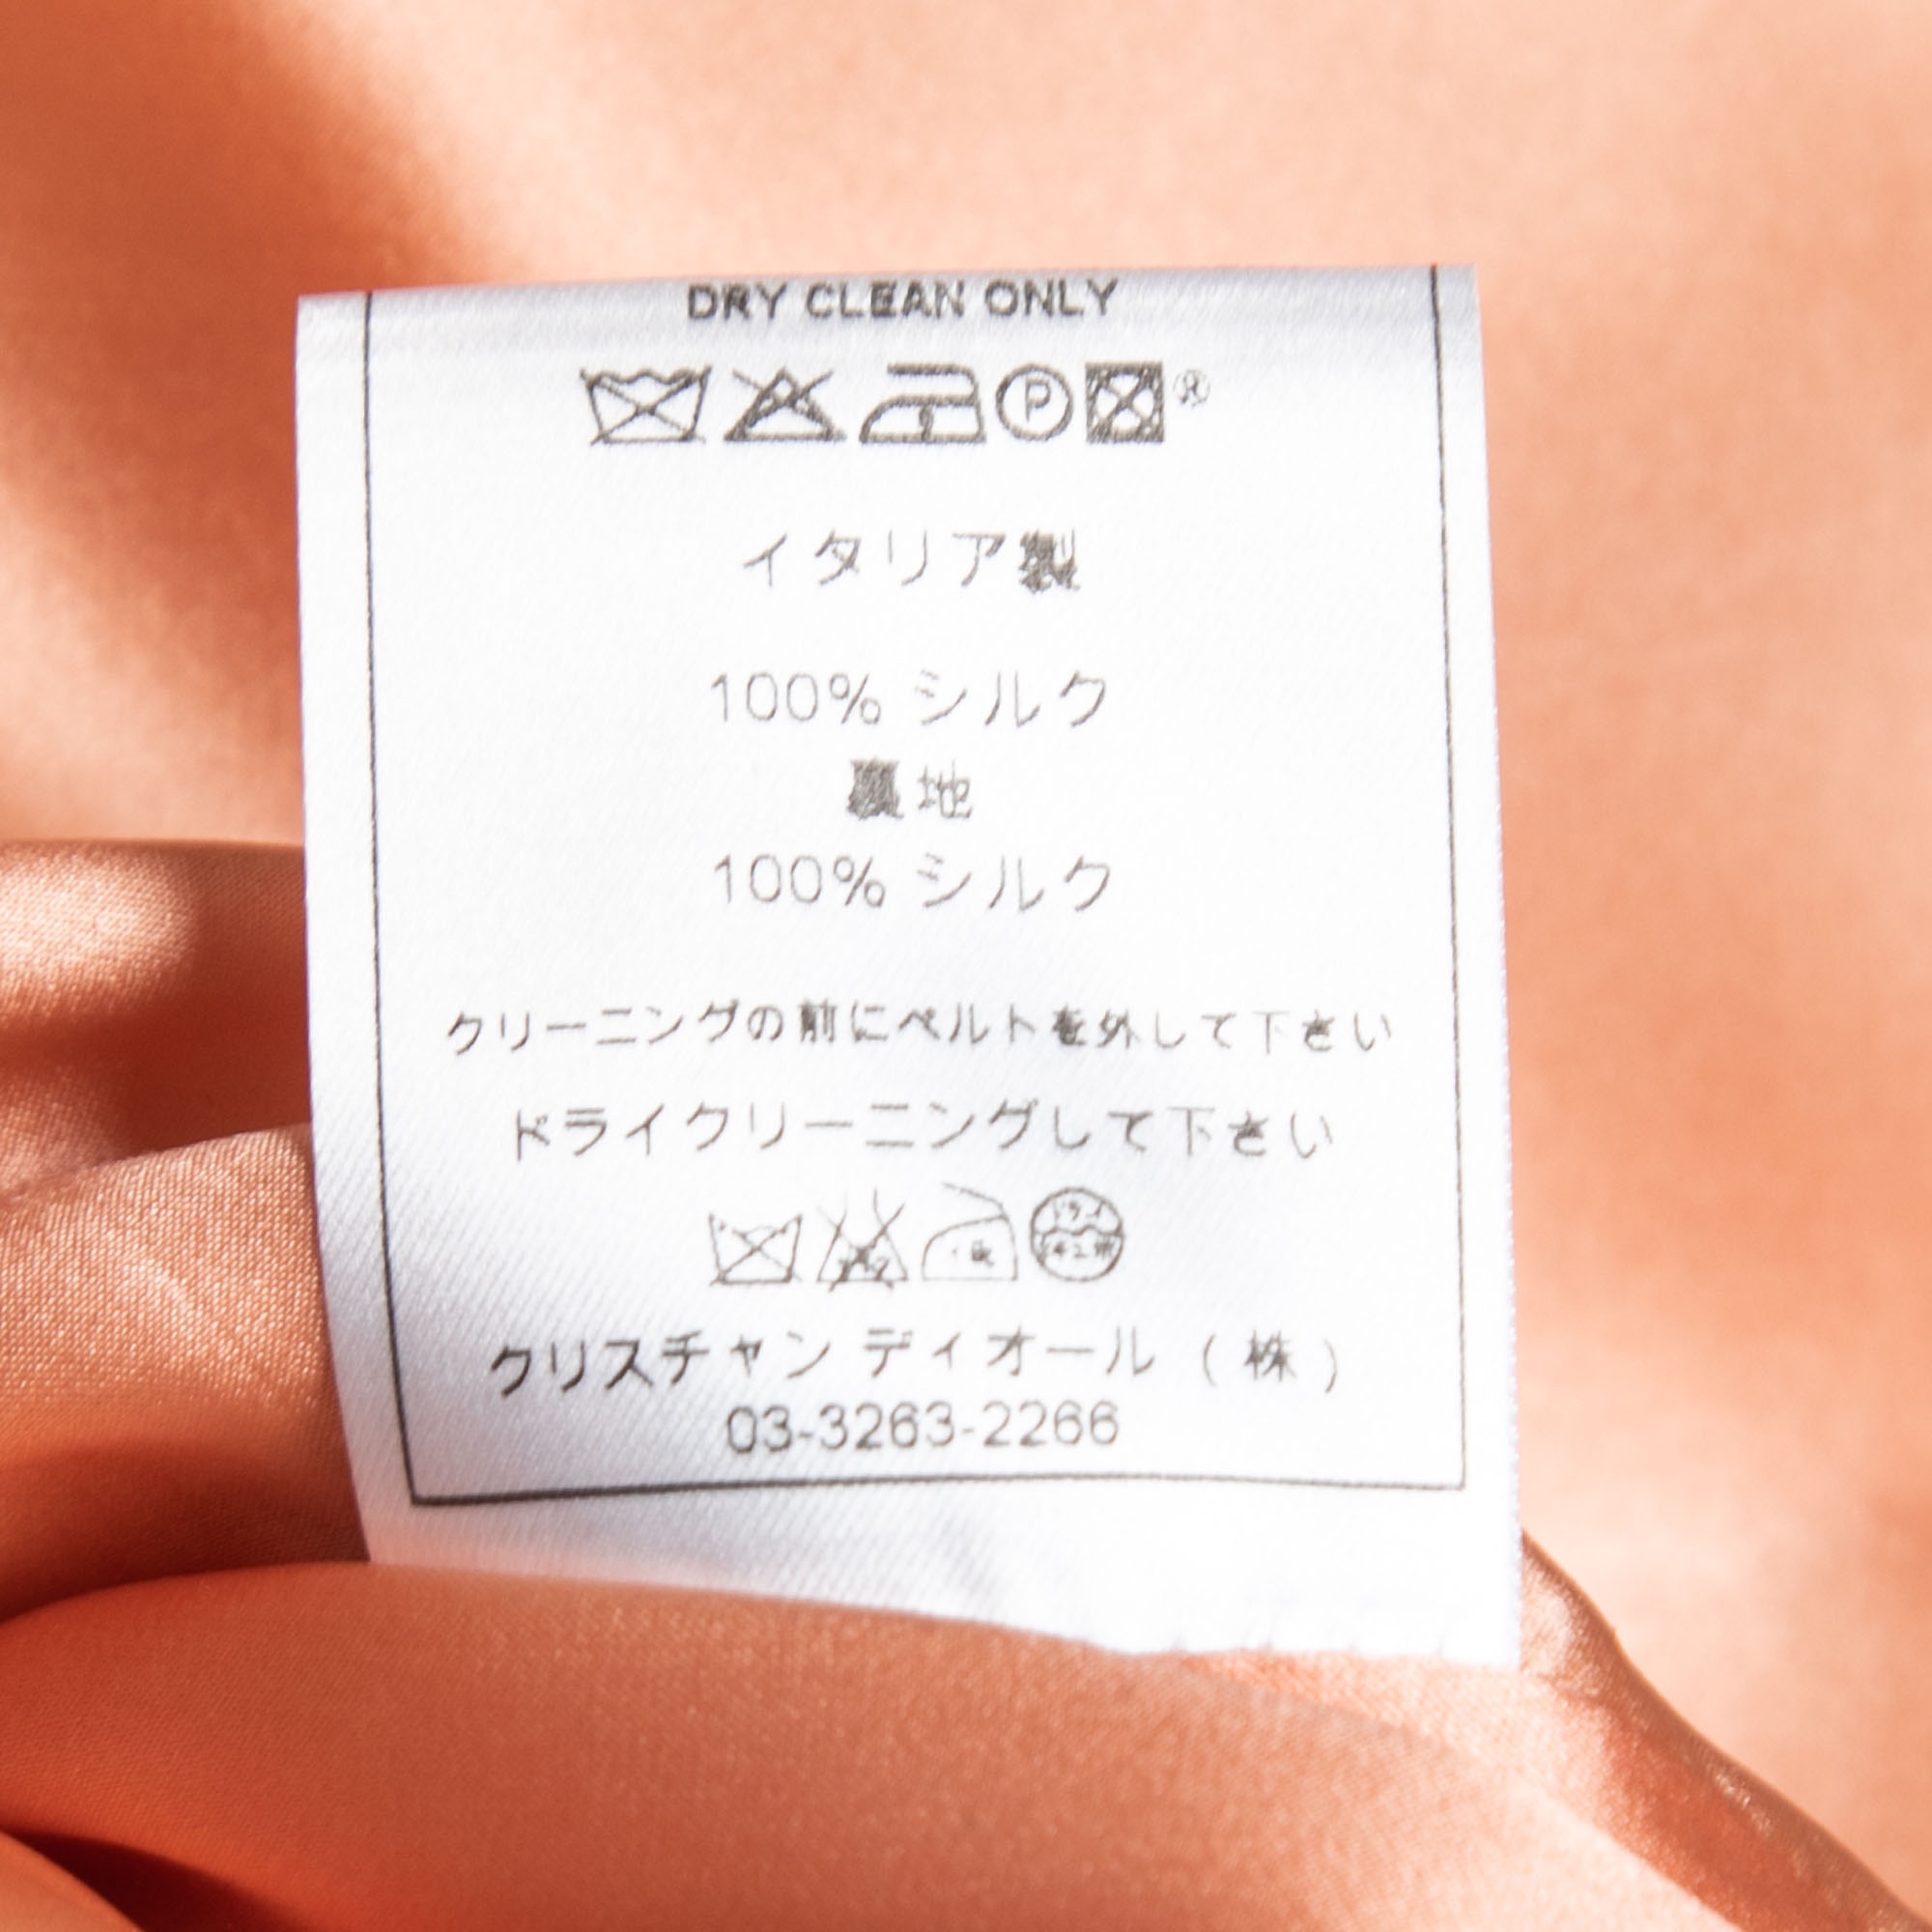 DRY CLEAN ONLY
P ®
イタリア製
100% シルク
裏地
100% シルク
クリーニングの前にベルトを外して下さい
ドライクリーニングして下さい
クリスチャン ディオール (株)
03-3263-2266